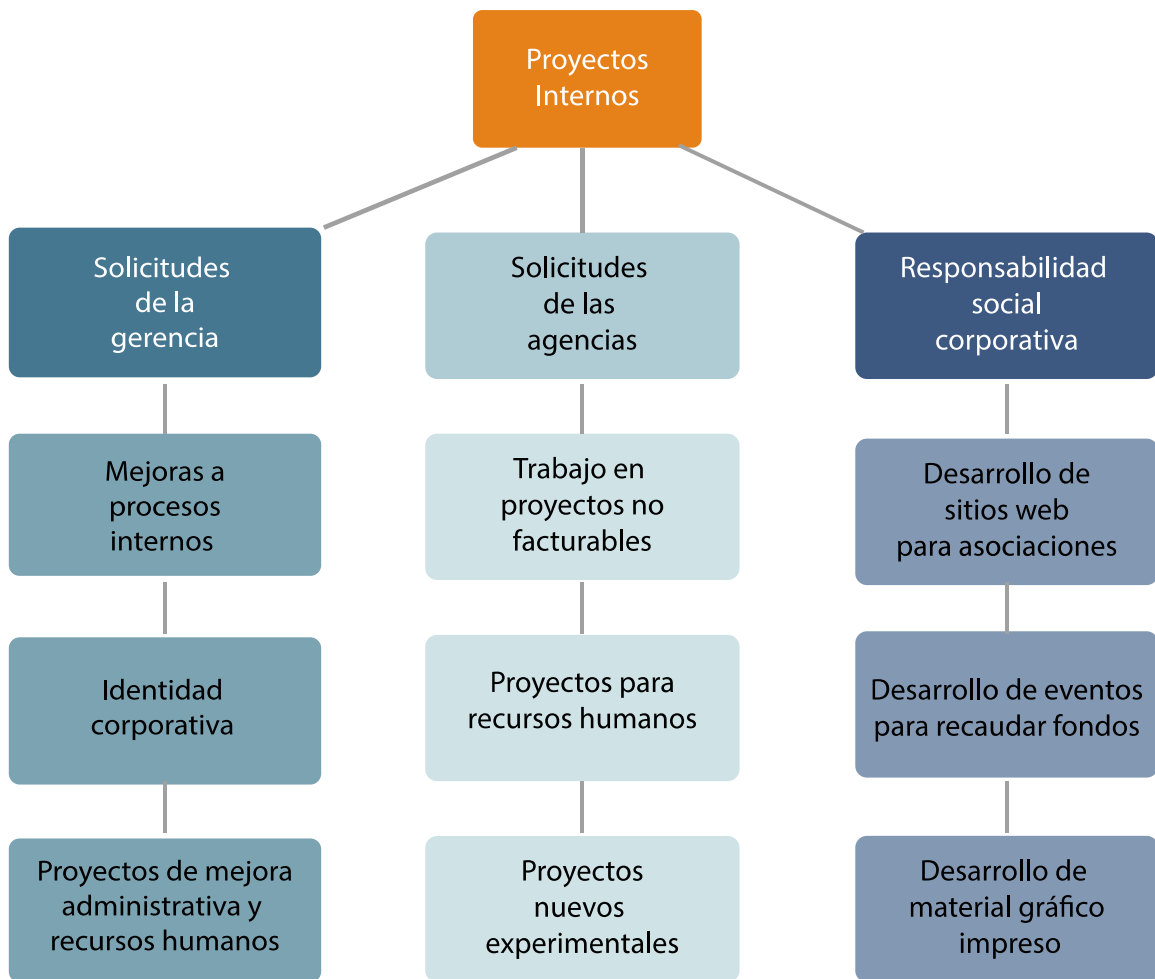 Proyectos
Internos
Solicitudes
de la
gerencia
Mejoras a
procesos
internos
Identidad
corporativa
Proyectos de mejora
administrativa y
recursos humanos
Solicitudes
de las
agencias
Trabajo en
proyectos no
facturables
Proyectos para
recursos humanos
Proyectos
nuevos
experimentales
Responsabilidad
social
corporativa
Desarrollo de
sitios web
para asociaciones
Desarrollo de eventos
para recaudar fondos
Desarrollo de
material gráfico
impreso